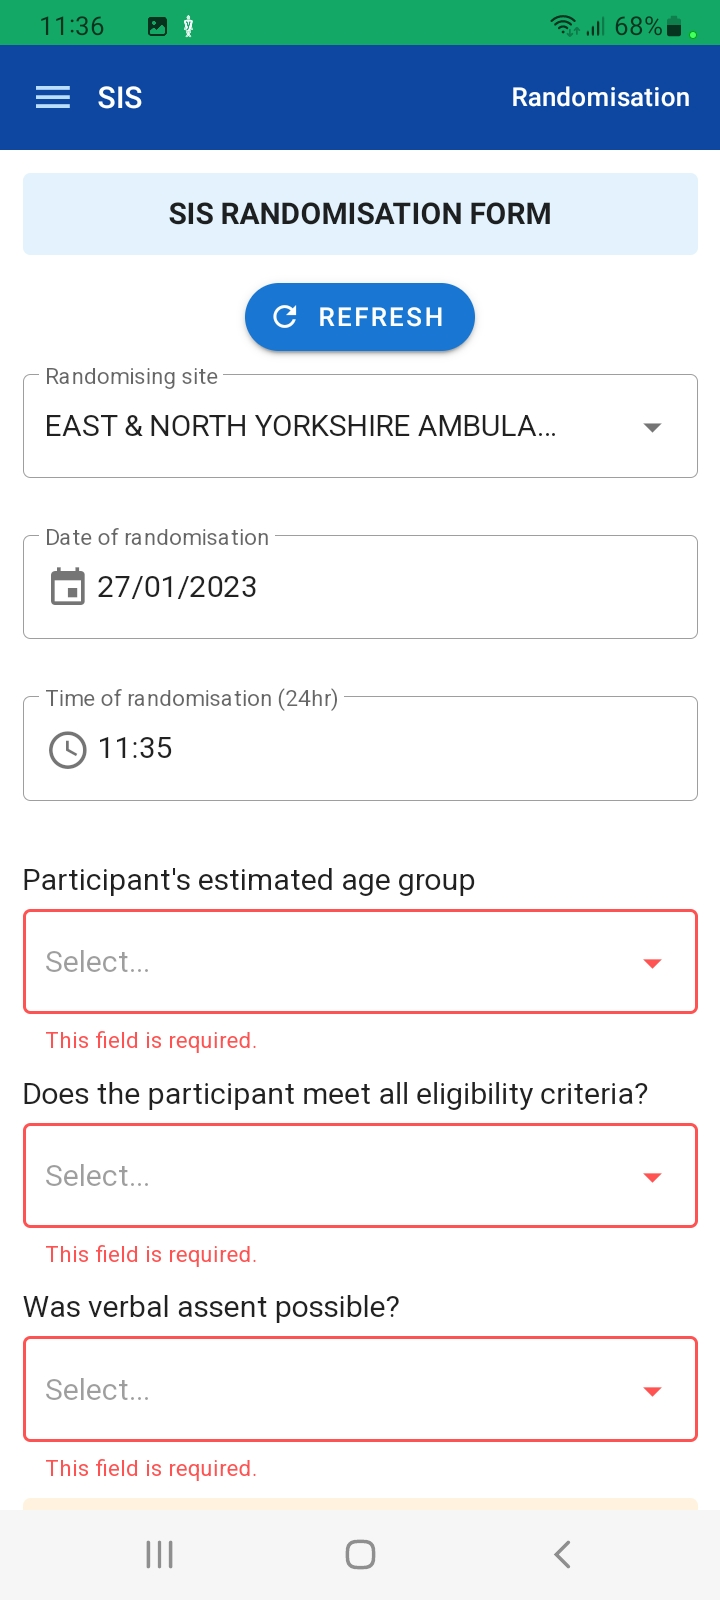 11:36
68%
SIS
Randomisation
SIS RANDOMISATION FORM
REFRESH
Randomising site
EAST & NORTH YORKSHIRE AMBULA...
Date of randomisation
27/01/2023
Time of randomisation (24hr)
11:35
Participant's estimated age group
Select...
This field is required.
Does the participant meet all eligibility criteria?
Select...
This field is required.
Was verbal assent possible?
Select...
This field is required.